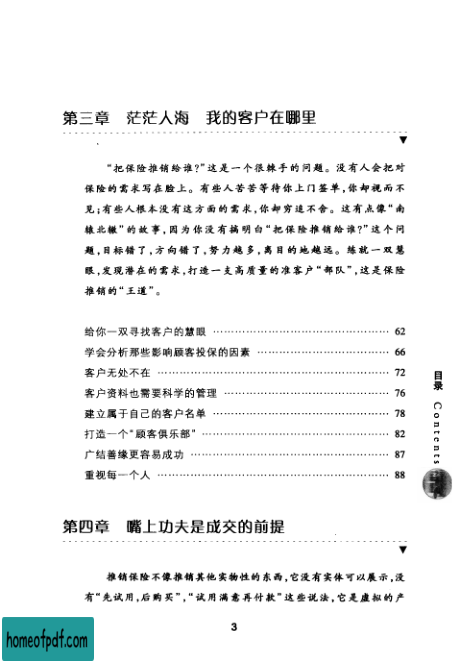 第三章 茫茫人海 我的客户在哪里
“把保险推销给谁?”这是一个很棘手的问题。没有人会把对
保险的需求写在脸上。有些人苦苦等待你上门签单,你却视而不
见;有些人根本没有这方面的需求,你却穷追不舍。这有点像“南
辕北辙”的故事,因为你没有搞明白“把保险推销给谁?”这个问
题,目标错了,方向错了,努力越多,离目的地越远。练就一双慧
眼,发现潜在的需求,打造一支高质量的准客户“部队”,这是保险
推销的“王道”。
给你一双寻找客户的慧眼 …………………………………… 62
学会分析那些影响顾客投保的因素 ………………………… 66
客户无处不在 ………………………………………………… 72
客户资料也需要科学的管理 ………………………………… 76
建立属于自己的客户名单 …………………………………… 78
打造一个“顾客俱乐部” ……………………………………… 82
广结善缘更容易成功 ………………………………………… 87
重视每一个人 ………………………………………………… 88
目录 Contents
第四章 嘴上功夫是成交的前提
推销保险不像推销其他实物性的东西,它没有实体可以展示,没
有“先试用,后购买”,“试用满意再付款”这些说法,它是虚拟的产
3
homeofpdf.com